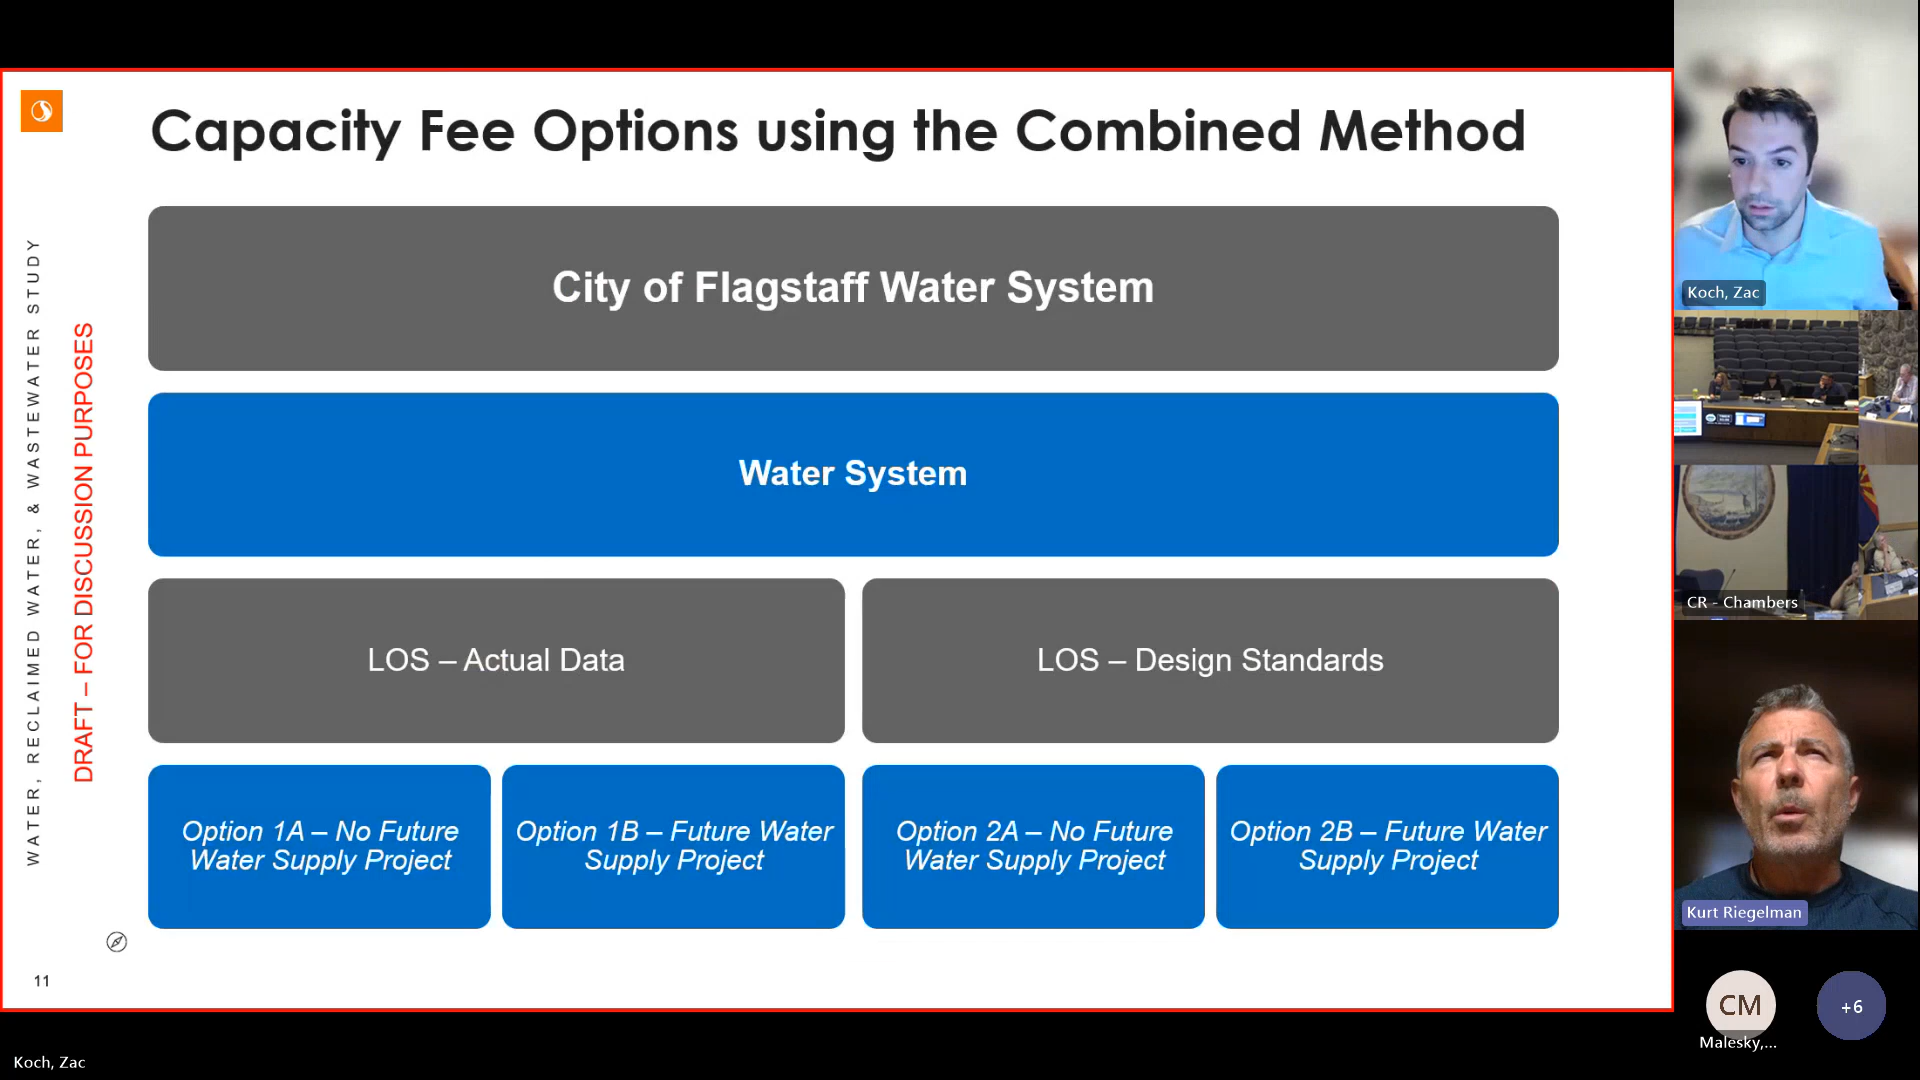 Capacity Fee Options using the Combined Method
WATER, RECLAIMED WATER, & WASTEWATER STUDY
DRAFT – FOR DISCUSSION PURPOSES
City of Flagstaff Water System
Water System
LOS – Actual Data
LOS – Design Standards
Option 1A – No Future
Water Supply Project
Option 1B – Future Water
Supply Project
Option 2A – No Future
Water Supply Project
Option 2B – Future Water
Supply Project
11
Koch, Zac
Koch, Zac
CR - Chambers
Kurt Riegelman
CM
Malesky,...
+6